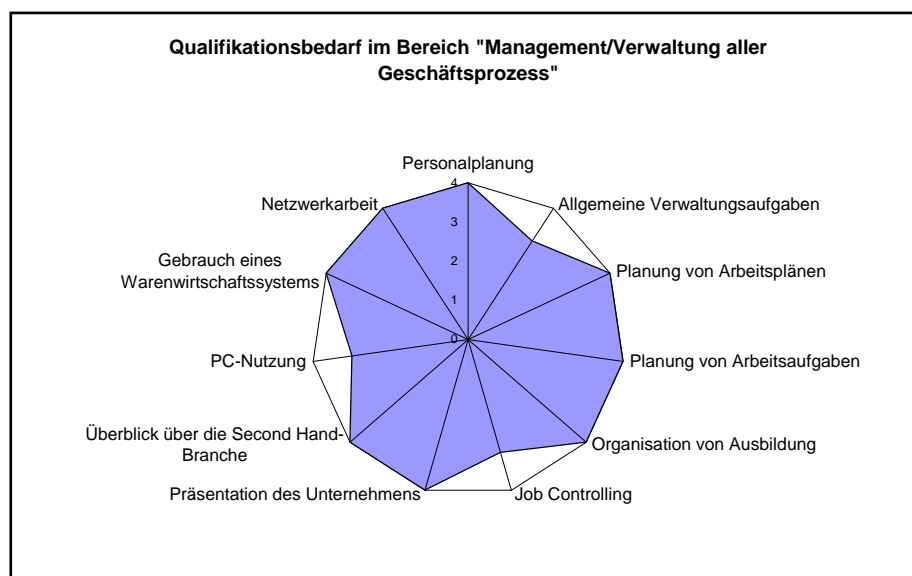 Qualifikationsbedarf im Bereich "Management/Verwaltung aller
Geschäftsprozess"
Personalplanung
Allgemeine Verwaltungsaufgaben
Planung von Arbeitsplänen
Planung von Arbeitsaufgaben
Organisation von Ausbildung
Job Controlling
Präsentation des Unternehmens
Überblick über die Second Hand-
Branche
PC-Nutzung
Gebrauch eines
Warenwirtschaftssystems
Netzwerkarbeit
4
3
2
1
0